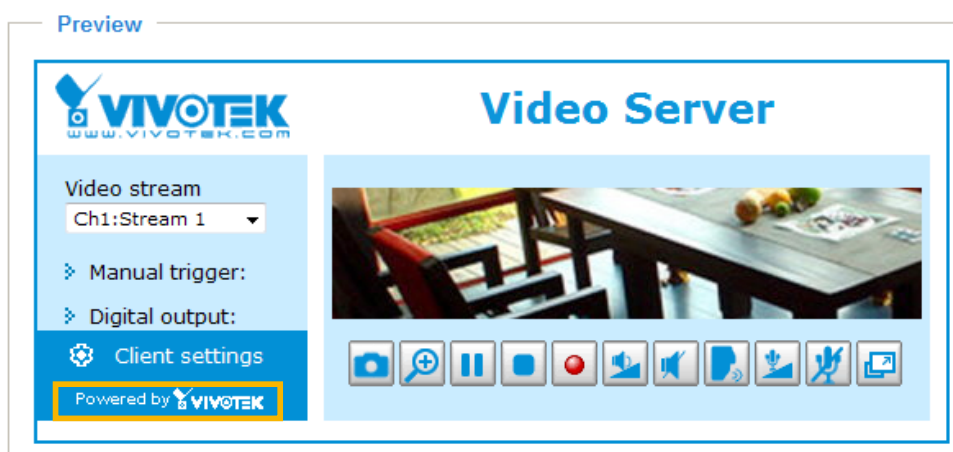 Preview
VIVOTEK
www.vivotek.com
Video Server
Video stream
Ch1:Stream 1
Manual trigger:
Digital output:
Client settings
Powered by VIVOTEK